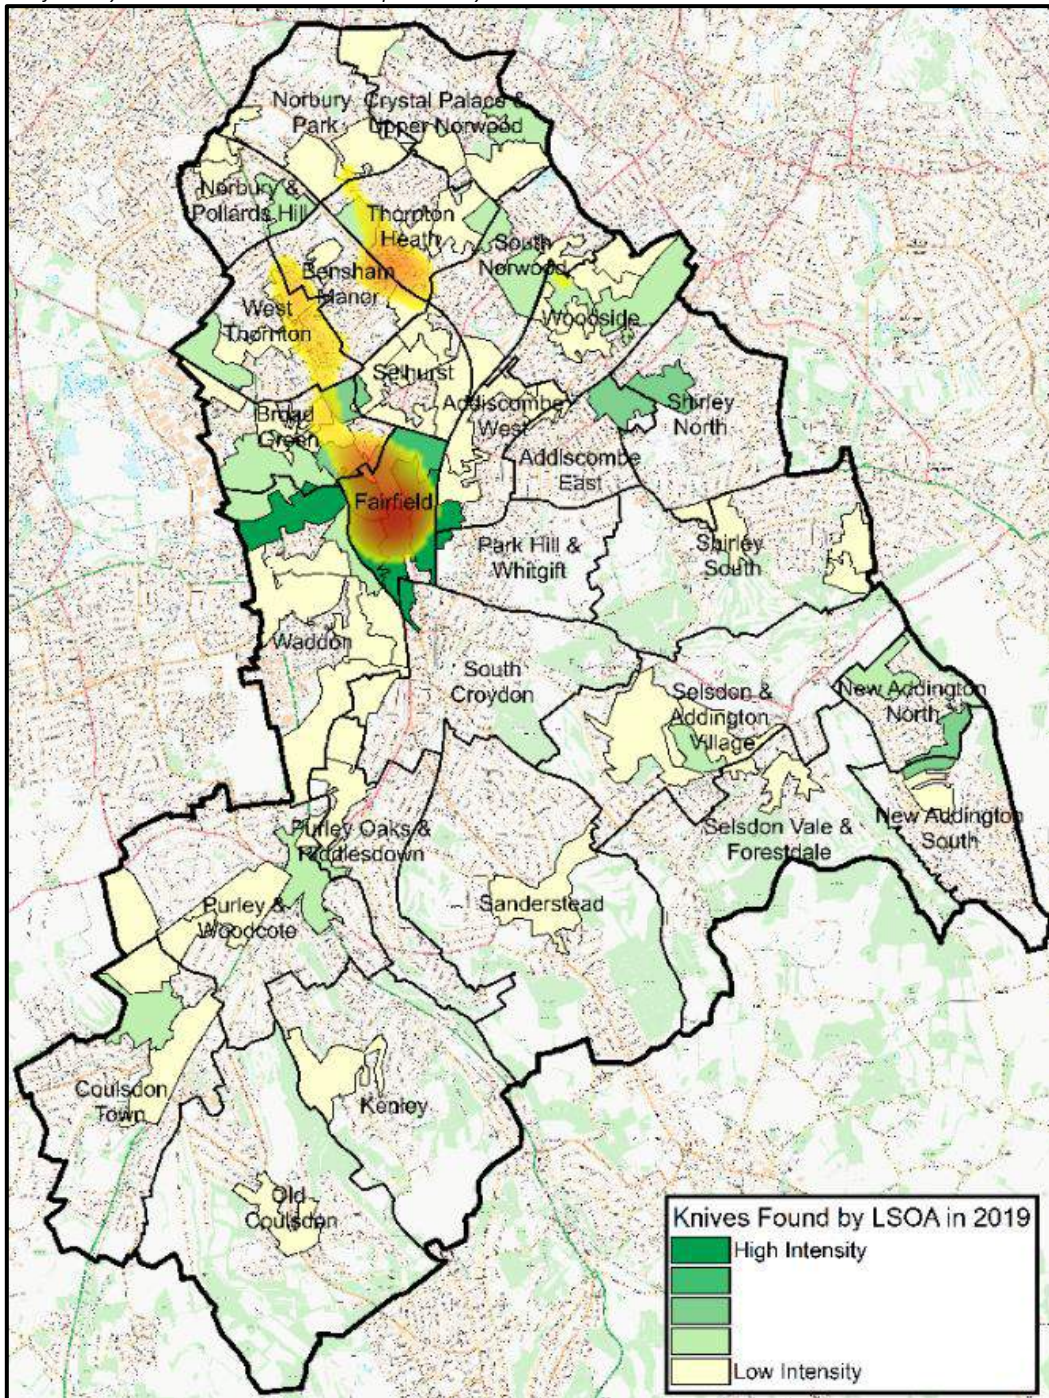 Norbury
Park
Crystal Palace &
Upper Norwood
Norbury &
Pollards Hill
Thornton
Heath
South
Norwood
Bensham
Manor
West
Thornton
Woodside
Selhurst
Broad
Green
Addiscombe
West
Shirley
North
Addiscombe
East
Fairfield
Park Hill &
Whitgift
Shirley
South
Waddon
South
Croydon
Selsdon &
Addington
Village
New Addington
North
Purley Oaks &
Riddlesdown
Selsdon Vale &
Forestdale
New Addington
South
Purley &
Woodcote
Sanderstead
Coulsdon
Town
Kenley
Old
Coulsdon
Knives Found by LSOA in 2019
High Intensity
Low Intensity